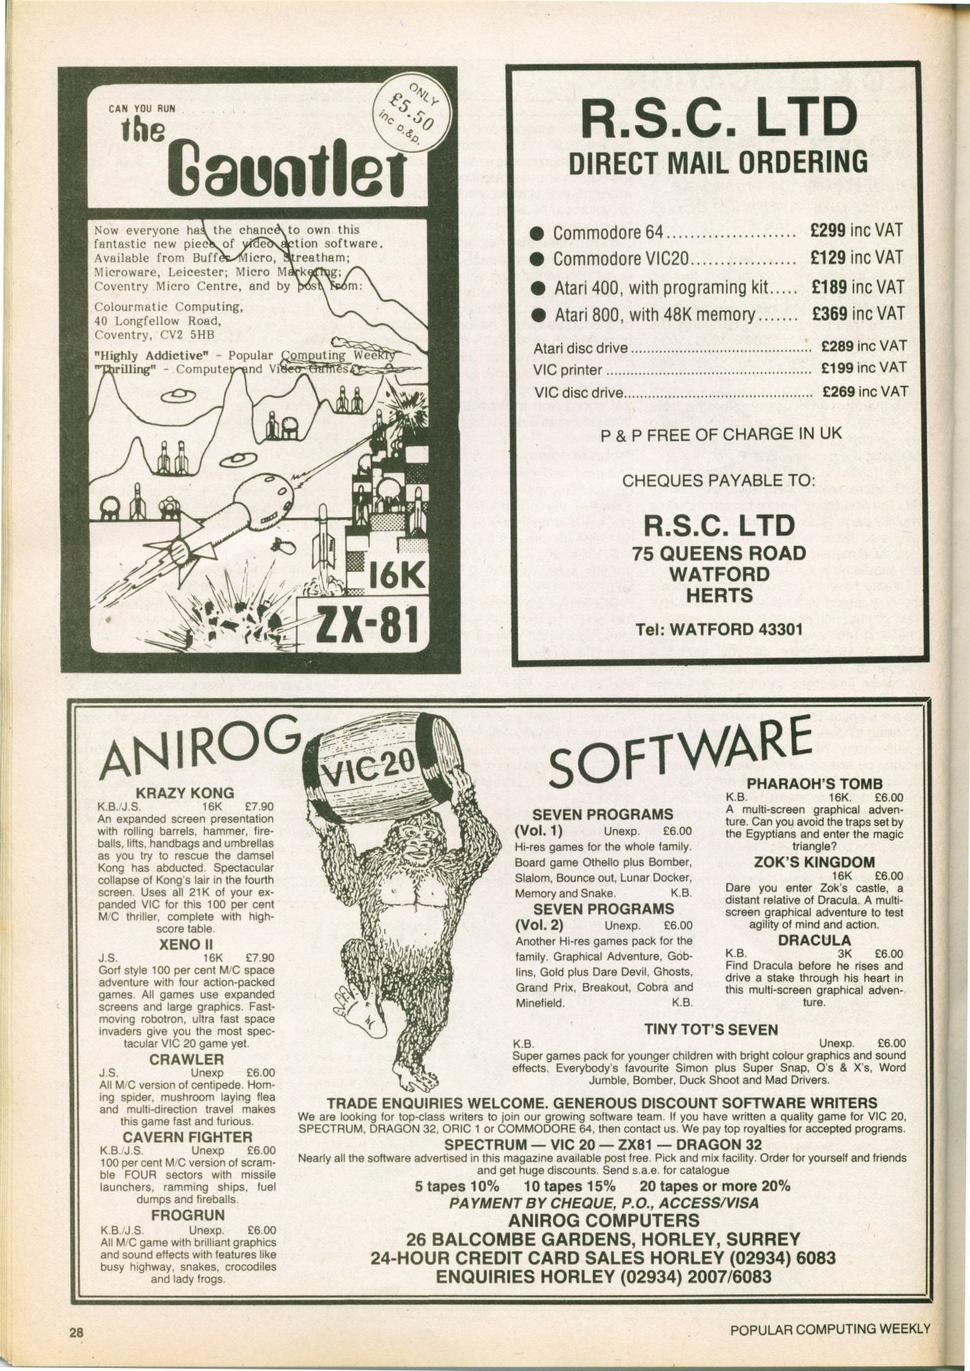 CAN YOU RUN
the
Gauntlet
ONLY
£5.50
inc p.&p.
Now everyone has the chance to own this
fantastic new piece of video action software.
Available from Buffer Micro, Streatham;
Microware, Leicester; Micro Marketing;
Coventry Micro Centre, and by post from:
Colourmatic Computing,
40 Longfellow Road,
Coventry, CV2 5HB
"Highly Addictive" - Popular Computing Weekly
"Thrilling" - Computer and Video Games
16K
ZX-81
R.S.C. LTD
DIRECT MAIL ORDERING
● Commodore 64...................... £299 inc VAT
● Commodore VIC20.................. £129 inc VAT
● Atari 400, with programing kit..... £189 inc VAT
● Atari 800, with 48K memory....... £369 inc VAT
Atari disc drive.................................................... £289 inc VAT
VIC printer........................................................... £199 inc VAT
VIC disc drive...................................................... £269 inc VAT
P & P FREE OF CHARGE IN UK
CHEQUES PAYABLE TO:
R.S.C. LTD
75 QUEENS ROAD
WATFORD
HERTS
Tel: WATFORD 43301
ANIROG
VIC20
SOFTWARE
KRAZY KONG
K.B./J.S. 16K £7.90
An expanded screen presentation
with rolling barrels, hammer, fire-
balls, lifts, handbags and umbrellas
as you try to rescue the damsel
Kong has abducted. Spectacular
collapse of Kong's lair in the fourth
screen. Uses all 21K of your ex-
panded VIC for this 100 per cent
M/C thriller, complete with high-
score table.
XENO II
J.S. 16K £7.90
Gorf style 100 per cent M/C space
adventure with four action-packed
games. All games use expanded
screens and large graphics. Fast-
moving robotron, ultra fast space
invaders give you the most spec-
tacular VIC 20 game yet.
CRAWLER
J.S. Unexp £6.00
All M/C version of centipede. Hom-
ing spider, mushroom laying flea
and multi-direction travel makes
this game fast and furious.
CAVERN FIGHTER
K.B./J.S. Unexp £6.00
100 per cent M/C version of scram-
ble FOUR sectors with missile
launchers, ramming ships, fuel
dumps and fireballs.
FROGRUN
K.B./J.S. Unexp. £6.00
All M/C game with brilliant graphics
and sound effects with features like
busy highway, snakes, crocodiles
and lady frogs.
SEVEN PROGRAMS
(Vol. 1) Unexp. £6.00
Hi-res games for the whole family.
Board game Othello plus Bomber,
Slalom, Bounce out, Lunar Docker,
Memory and Snake. K.B.
SEVEN PROGRAMS
(Vol. 2) Unexp. £6.00
Another Hi-res games pack for the
family. Graphical Adventure, Gob-
lins, Gold plus Dare Devil, Ghosts,
Grand Prix, Breakout, Cobra and
Minefield. K.B.
PHARAOH'S TOMB
K.B. 16K. £6.00
A multi-screen graphical adven-
ture. Can you avoid the traps set by
the Egyptians and enter the magic
triangle?
ZOK'S KINGDOM
16K £6.00
Dare you enter Zok's castle, a
distant relative of Dracula. A multi-
screen graphical adventure to test
agility of mind and action.
DRACULA
K.B. 3K £6.00
Find Dracula before he rises and
drive a stake through his heart in
this multi-screen graphical adven-
ture.
TINY TOT'S SEVEN
K.B. Unexp. £6.00
Super games pack for younger children with bright colour graphics and sound
effects. Everybody's favourite Simon plus Super Snap, O's & X's, Word
Jumble, Bomber, Duck Shoot and Mad Drivers.
TRADE ENQUIRIES WELCOME. GENEROUS DISCOUNT SOFTWARE WRITERS
We are looking for top-class writers to join our growing software team. If you have written a quality game for VIC 20,
SPECTRUM, DRAGON 32, ORIC 1 or COMMODORE 64, then contact us. We pay top royalties for accepted programs.
SPECTRUM — VIC 20 — ZX81 — DRAGON 32
Nearly all the software advertised in this magazine available post free. Pick and mix facility. Order for yourself and friends
and get huge discounts. Send s.a.e. for catalogue
5 tapes 10% 10 tapes 15% 20 tapes or more 20%
PAYMENT BY CHEQUE, P.O., ACCESS/VISA
ANIROG COMPUTERS
26 BALCOMBE GARDENS, HORLEY, SURREY
24-HOUR CREDIT CARD SALES HORLEY (02934) 6083
ENQUIRIES HORLEY (02934) 2007/6083
28
POPULAR COMPUTING WEEKLY